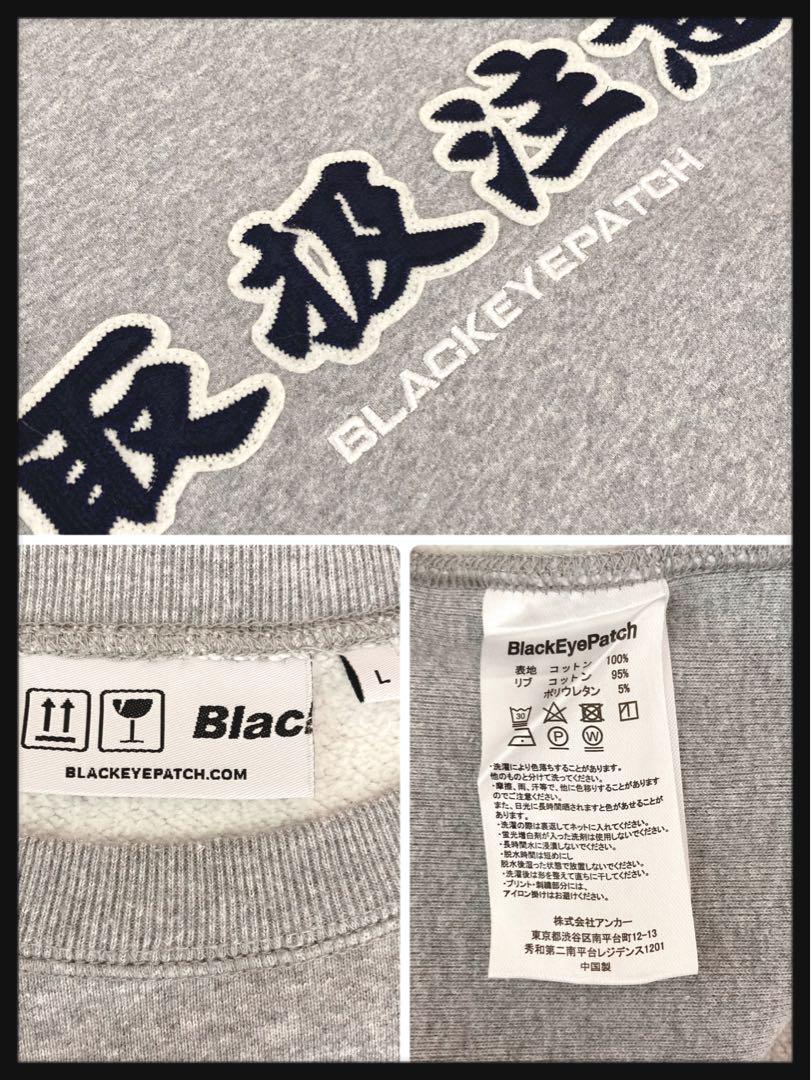 取扱注意
BLACKEYEPATCH
L
Blac
BLACKEYEPATCH.COM
BlackEyePatch
表地 コットン 100%
リブ コットン 95%
ポリウレタン 5%
30
P W
・洗濯により色落ちすることがあります。
他のものと分けて洗ってください。
・摩擦、雨、汗等で、他に色移りすることがあります
のでご注意ください。
また、日光に長時間晒されますと色があせることが
あります。
・洗濯の際は裏返してネットに入れてください。
・蛍光増白剤が入った洗剤は使用しないでください。
・長時間水に浸漬しないでください。
・脱水時間は短めにし
脱水後湿った状態で放置しないでください。
・洗濯後は形を整えて直ちに干してください。
・プリント・刺繍部分には、
アイロン掛けはお避けください。
株式会社アンカー
東京都渋谷区南平台町12-13
秀和第二南平台レジデンス1201
中国製